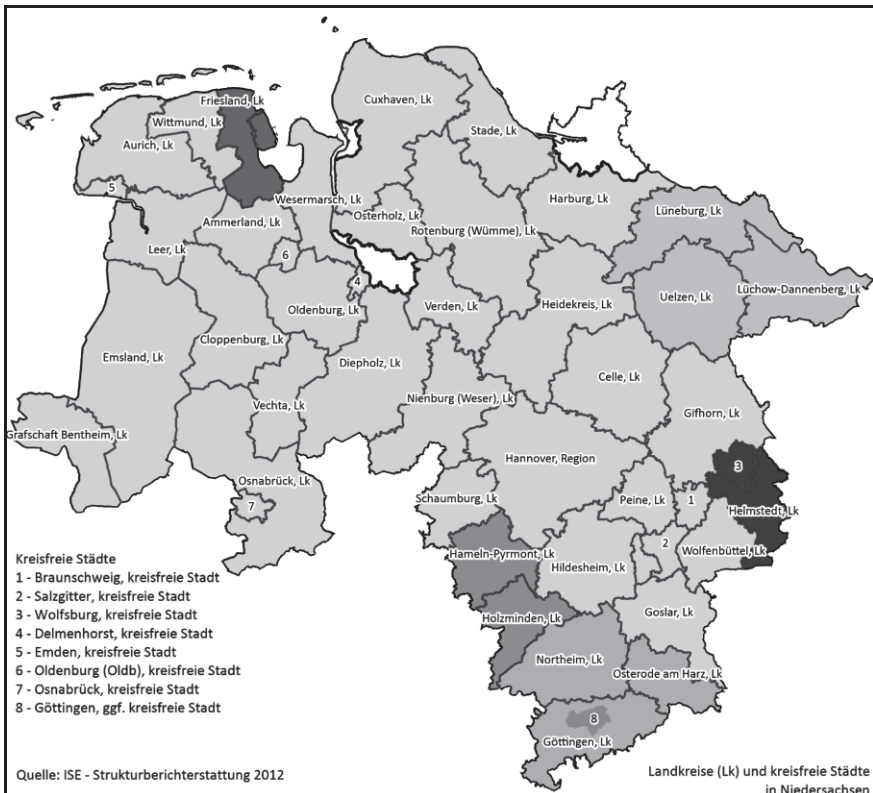 Friesland, Lk
Cuxhaven, Lk
Wittmund, Lk
Stade, Lk
Aurich, Lk
5
Wesermarsch, Lk
Harburg, Lk
Osterholz, Lk
Lüneburg, Lk
Ammerland, Lk
Rotenburg (Wümme), Lk
Leer, Lk
6
4
Lüchow-Dannenberg, Lk
Uelzen, Lk
Oldenburg, Lk
Verden, Lk
Heidekreis, Lk
Cloppenburg, Lk
Emsland, Lk
Diepholz, Lk
Celle, Lk
Gifhorn, Lk
Vechta, Lk
Nienburg (Weser), Lk
Grafschaft Bentheim, Lk
Hannover, Region
3
Osnabrück, Lk
Schaumburg, Lk
Peine, Lk
1
7
Helmstedt, Lk
2
Wolfenbüttel, Lk
Hameln-Pyrmont, Lk
Hildesheim, Lk
Goslar, Lk
Holzminden, Lk
Northeim, Lk
Osterode am Harz, Lk
8
Göttingen, Lk
Kreisfreie Städte
1 - Braunschweig, kreisfreie Stadt
2 - Salzgitter, kreisfreie Stadt
3 - Wolfsburg, kreisfreie Stadt
4 - Delmenhorst, kreisfreie Stadt
5 - Emden, kreisfreie Stadt
6 - Oldenburg (Oldb), kreisfreie Stadt
7 - Osnabrück, kreisfreie Stadt
8 - Göttingen, ggf. kreisfreie Stadt
Quelle: ISE - Strukturberichterstattung 2012
Landkreise (Lk) und kreisfreie Städte
in Niedersachsen